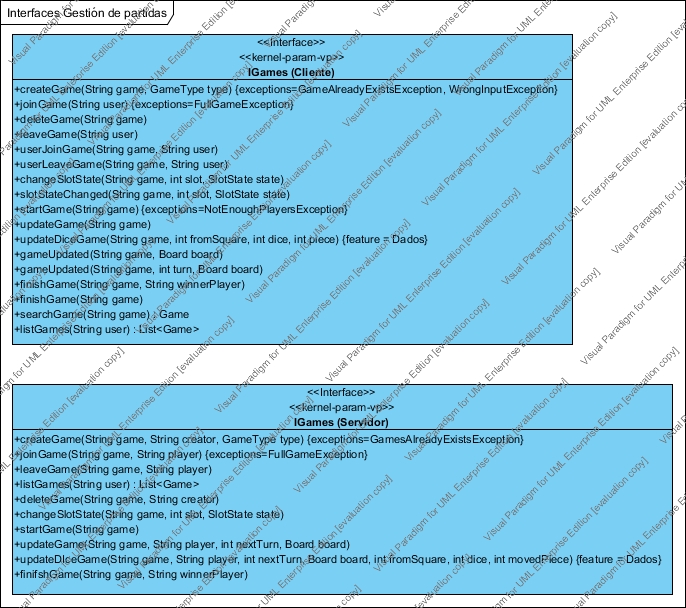 Interfaces Gestión de partidas
<<Interface>>
<<kernel-param-vp>>
IGames (Cliente)
+createGame(String game, GameType type) {exceptions=GameAlreadyExistsException, WrongInputException}
+joinGame(String user) {exceptions=FullGameException}
+deleteGame(String game)
+leaveGame(String user)
+userJoinGame(String game, String user)
+userLeaveGame(String game, String user)
+changeSlotState(String game, int slot, SlotState state)
+slotStateChanged(String game, int slot, SlotState state)
+startGame(String game) {exceptions=NotEnoughPlayersException}
+updateGame(String game)
+updateDiceGame(String game, int fromSquare, int dice, int piece) {feature = Dados}
+gameUpdated(String game, Board board)
+gameUpdated(String game, int turn, Board board)
+finishGame(String game, String winnerPlayer)
+finishGame(String game)
+searchGame(String game) : Game
+listGames(String user) : List<Game>
<<Interface>>
<<kernel-param-vp>>
IGames (Servidor)
+createGame(String game, String creator, GameType type) {exceptions=GamesAlreadyExistsException}
+joinGame(String game, String player) {exceptions=FullGameException}
+leaveGame(String game, String player)
+listGames(String user) : List<Game>
+deleteGame(String game, String creator)
+changeSlotState(String game, int slot, SlotState state)
+startGame(String game)
+updateGame(String game, String player, int nextTurn, Board board)
+updateDiceGame(String game, String player, int nextTurn, Board board, int fromSquare, int dice, int movedPiece) {feature = Dados}
+finifshGame(String game, String winnerPlayer)
Visual Paradigm for UML Enterprise Edition [evaluation copy]